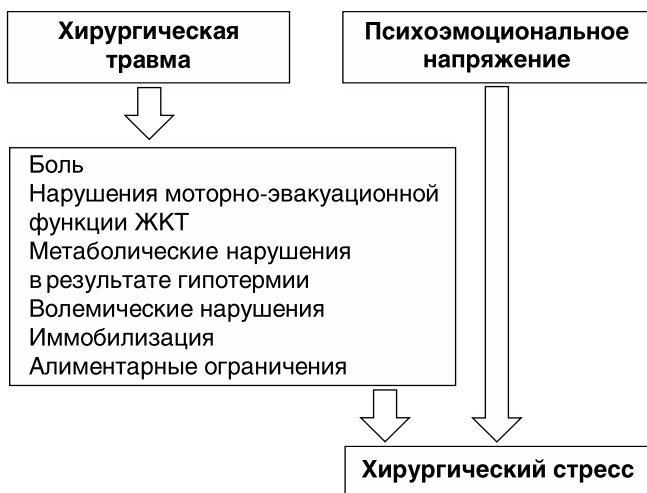 Хирургическая
травма
Психоэмоциональное
напряжение
Боль
Нарушения моторно-эвакуационной
функции ЖКТ
Метаболические нарушения
в результате гипотермии
Волемические нарушения
Иммобилизация
Алиментарные ограничения
Хирургический стресс